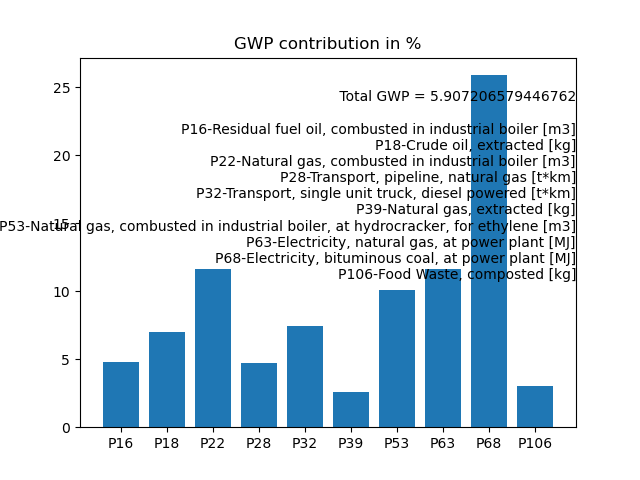 GWP contribution in %
25
20
15
10
5
0
Total GWP = 5.907206579446762
P16-Residual fuel oil, combusted in industrial boiler [m3]
P18-Crude oil, extracted [kg]
P22-Natural gas, combusted in industrial boiler [m3]
P28-Transport, pipeline, natural gas [t*km]
P32-Transport, single unit truck, diesel powered [t*km]
P39-Natural gas, extracted [kg]
P53-Natural gas, combusted in industrial boiler, at hydrocracker, for ethylene [m3]
P63-Electricity, natural gas, at power plant [MJ]
P68-Electricity, bituminous coal, at power plant [MJ]
P106-Food Waste, composted [kg]
P16 P18 P22 P28 P32 P39 P53 P63 P68 P106